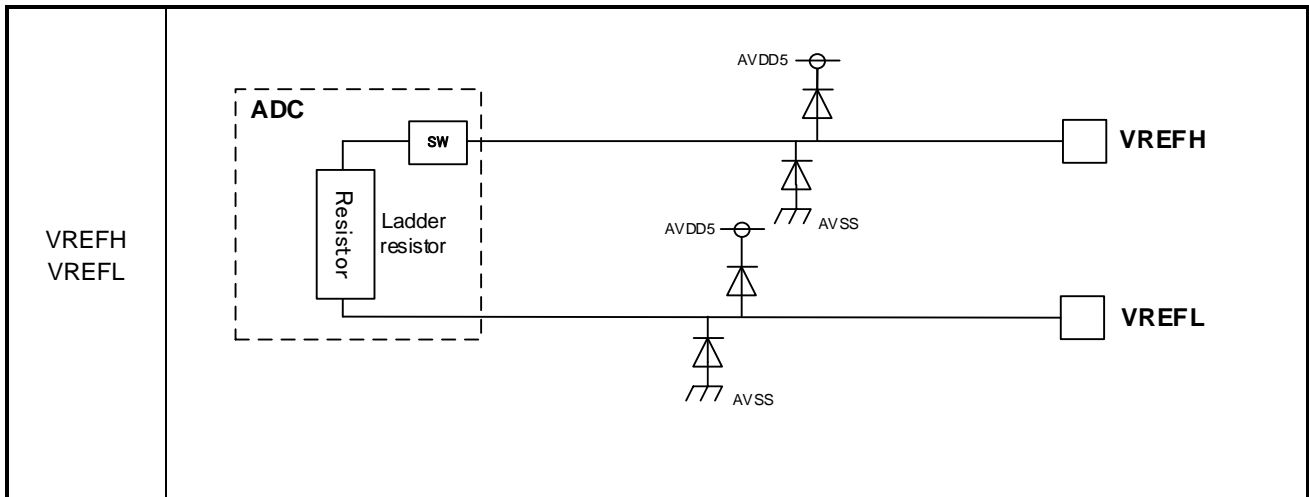 VREFH
VREFL
ADC
SW
Resistor
Ladder
resistor
AVDD5
AVSS
VREFH
AVDD5
AVSS
VREFL